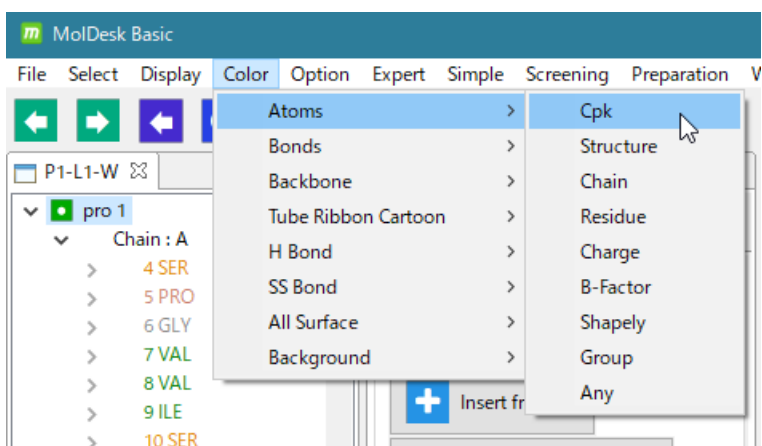 MolDesk Basic
File Select Display Color Option Expert Simple Screening Preparation
P1-L1-W
pro 1
Chain : A
4 SER
5 PRO
6 GLY
7 VAL
8 VAL
9 ILE
10 SER
Atoms
Bonds
Backbone
Tube Ribbon Cartoon
H Bond
SS Bond
All Surface
Background
Cpk
Structure
Chain
Residue
Charge
B-Factor
Shapely
Group
Any
Insert fr